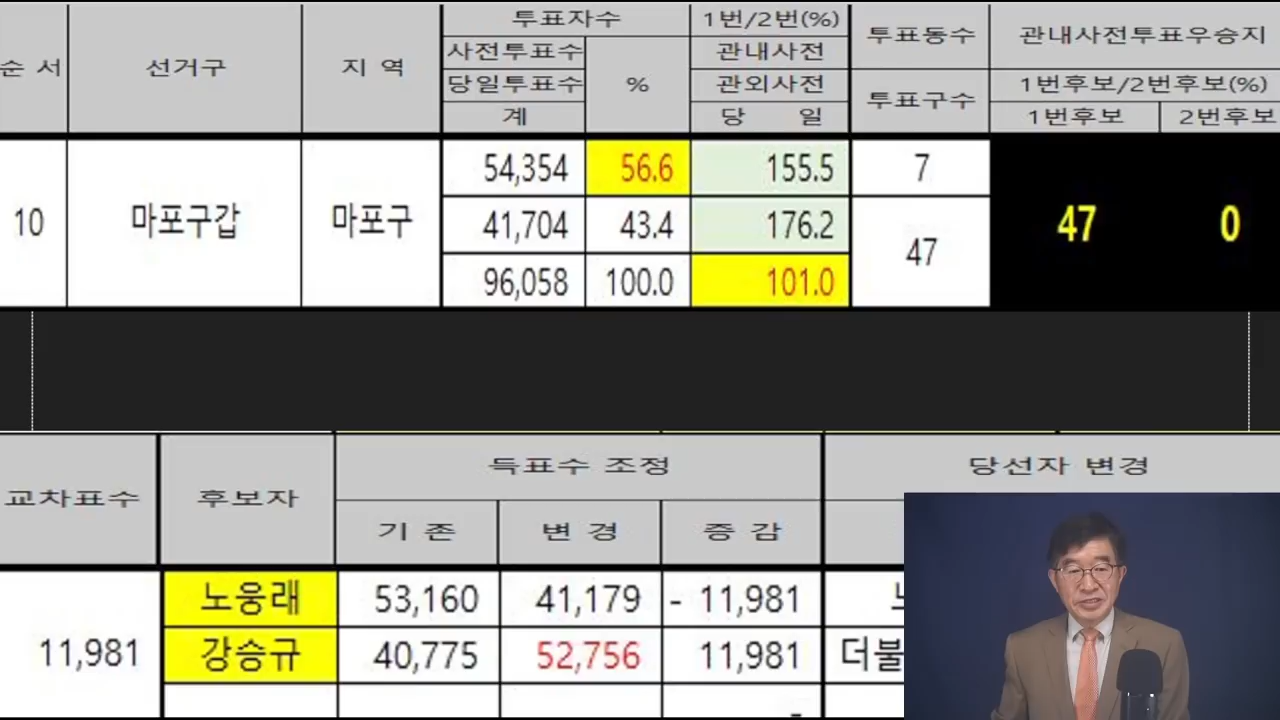 순 서 선거구 지 역 투표자수 1번/2번(%) 투표동수 관내사전투표우승지
사전투표수 % 관내사전
당일투표수 관외사전 투표구수 1번후보/2번후보(%)
계 당 일 1번후보 2번후보
10 마포구갑 마포구 54,354 56.6 155.5 7 47 0
41,704 43.4 176.2 47
96,058 100.0 101.0
교차표수 후보자 득표수 조정 당선자 변경
기 존 변 경 증 감
11,981 노웅래 53,160 41,179 - 11,981
강승규 40,775 52,756 11,981 더불
-